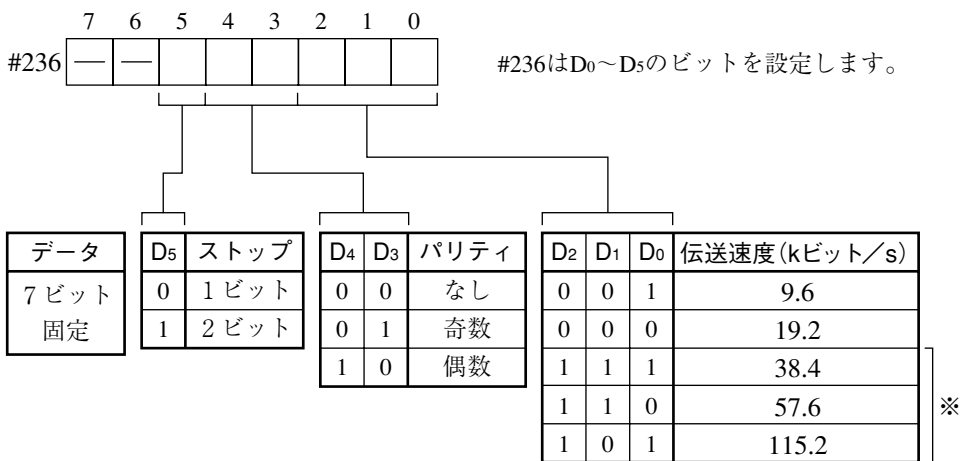 7 6 5 4 3 2 1 0
#236 — —
#236はD₀~D₅のビットを設定します。
データ
7ビット
固定
D₅ ストップ
0 1ビット
1 2ビット
D₄ D₃ パリティ
0 0 なし
0 1 奇数
1 0 偶数
D₂ D₁ D₀ 伝送速度(kビット/s)
0 0 1 9.6
0 0 0 19.2
1 1 1 38.4
1 1 0 57.6
1 0 1 115.2
※